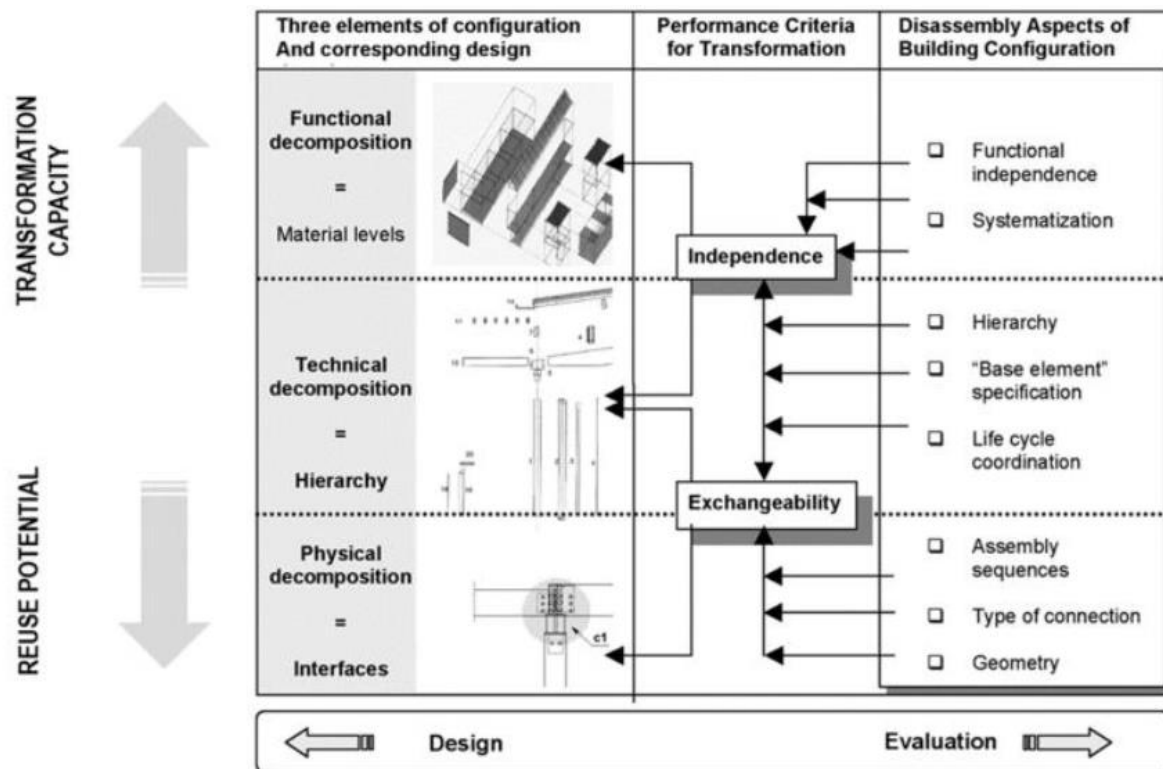 Three elements of configuration
And corresponding design
Performance Criteria
for Transformation
Disassembly Aspects of
Building Configuration
TRANSFORMATION
CAPACITY
Functional
decomposition
=
Material levels
Independence
❑ Functional
independence
❑ Systematization
Technical
decomposition
=
Hierarchy
Exchangeability
❑ Hierarchy
❑ “Base element”
specification
❑ Life cycle
coordination
REUSE POTENTIAL
Physical
decomposition
=
Interfaces
c1
❑ Assembly
sequences
❑ Type of connection
❑ Geometry
Design
Evaluation